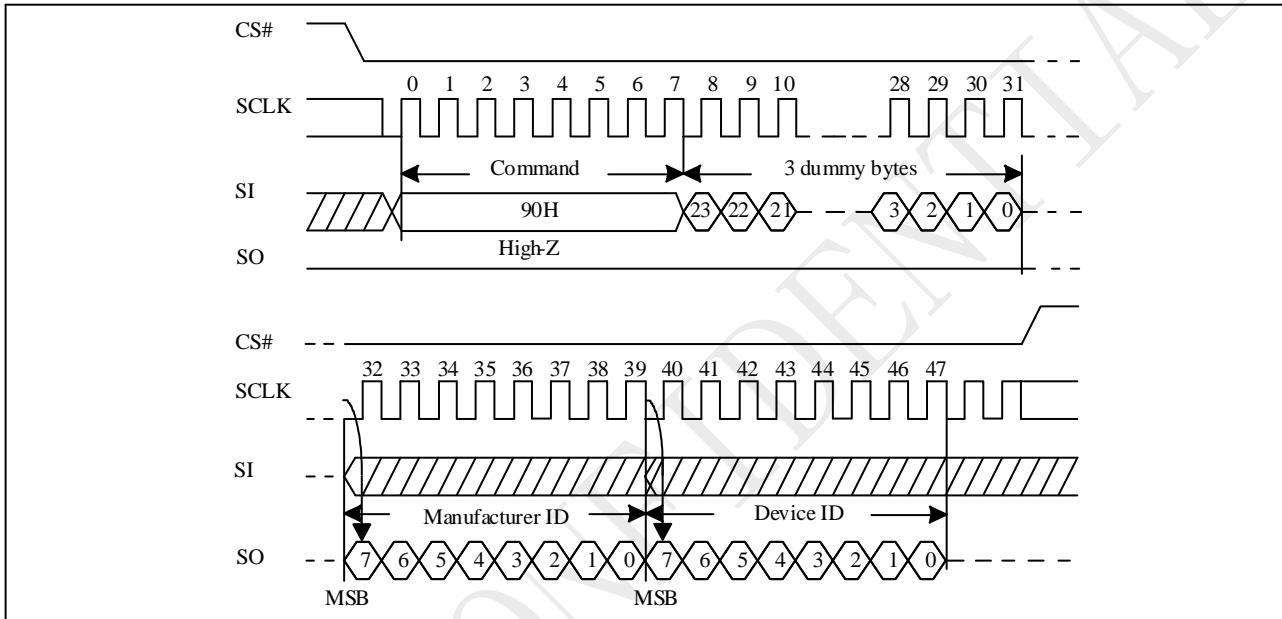 CS#
0 1 2 3 4 5 6 7 8 9 10 28 29 30 31
SCLK
Command 3 dummy bytes
SI
90H 23 22 21 3 2 1 0
High-Z
SO
CS#
32 33 34 35 36 37 38 39 40 41 42 43 44 45 46 47
SCLK
SI
Manufacturer ID Device ID
SO 7 6 5 4 3 2 1 0 7 6 5 4 3 2 1 0
MSB MSB
ONFIDENTIAL